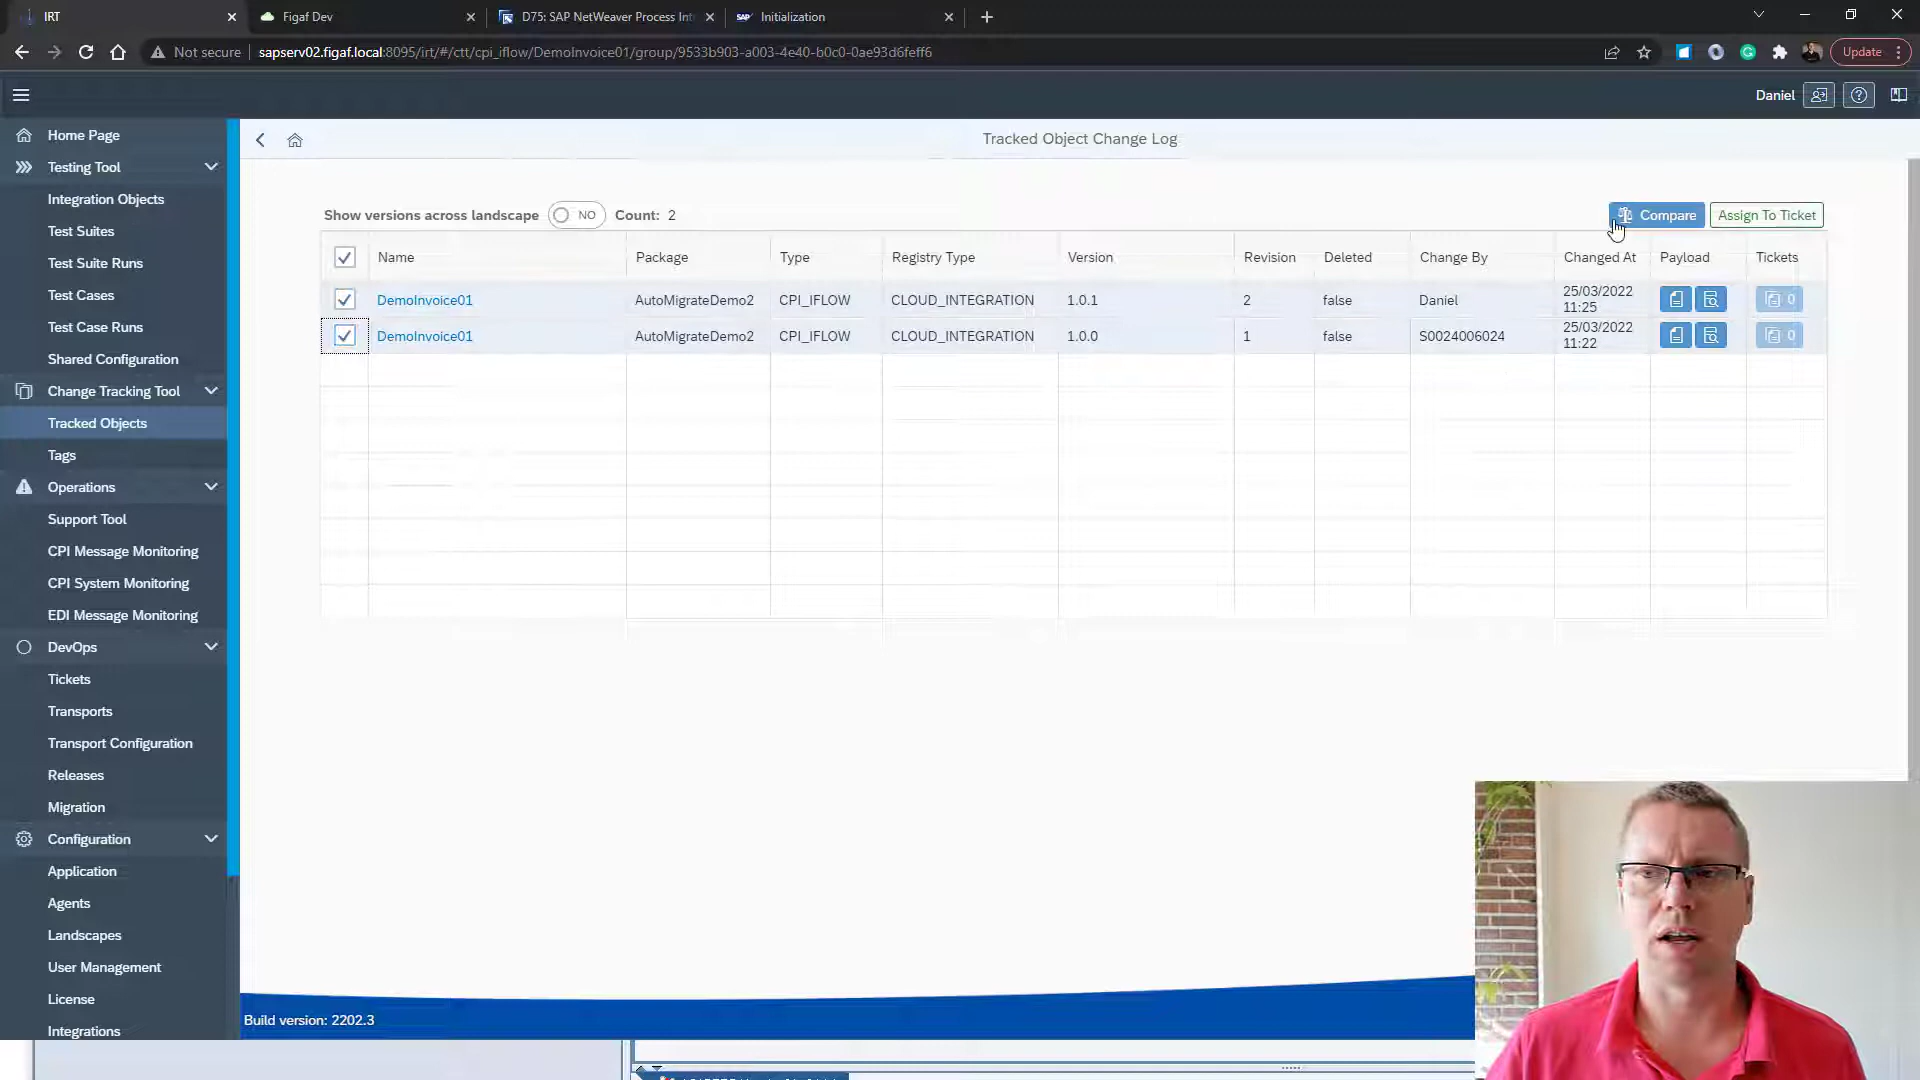 IRT
Figaf Dev
D75: SAP NetWeaver Process Int
Initialization
Not secure
sapserv02.figaf.local:8095/irt/#/ctt/cpi_iflow/DemoInvoice01/group/9533b903-a003-4e40-b0c0-0ae93d6feff6
Update
Daniel
Home Page
Testing Tool
Integration Objects
Test Suites
Test Suite Runs
Test Cases
Test Case Runs
Shared Configuration
Change Tracking Tool
Tracked Objects
Tags
Operations
Support Tool
CPI Message Monitoring
CPI System Monitoring
EDI Message Monitoring
DevOps
Tickets
Transports
Transport Configuration
Releases
Migration
Configuration
Application
Agents
Landscapes
User Management
License
Integrations
Tracked Object Change Log
Show versions across landscape NO Count: 2
Compare Assign To Ticket
Name Package Type Registry Type Version Revision Deleted Change By Changed At Payload Tickets
DemoInvoice01 AutoMigrateDemo2 CPI_IFLOW CLOUD_INTEGRATION 1.0.1 2 false Daniel 25/03/2022 11:25 0
DemoInvoice01 AutoMigrateDemo2 CPI_IFLOW CLOUD_INTEGRATION 1.0.0 1 false S0024006024 25/03/2022 11:22 0
Build version: 2202.3